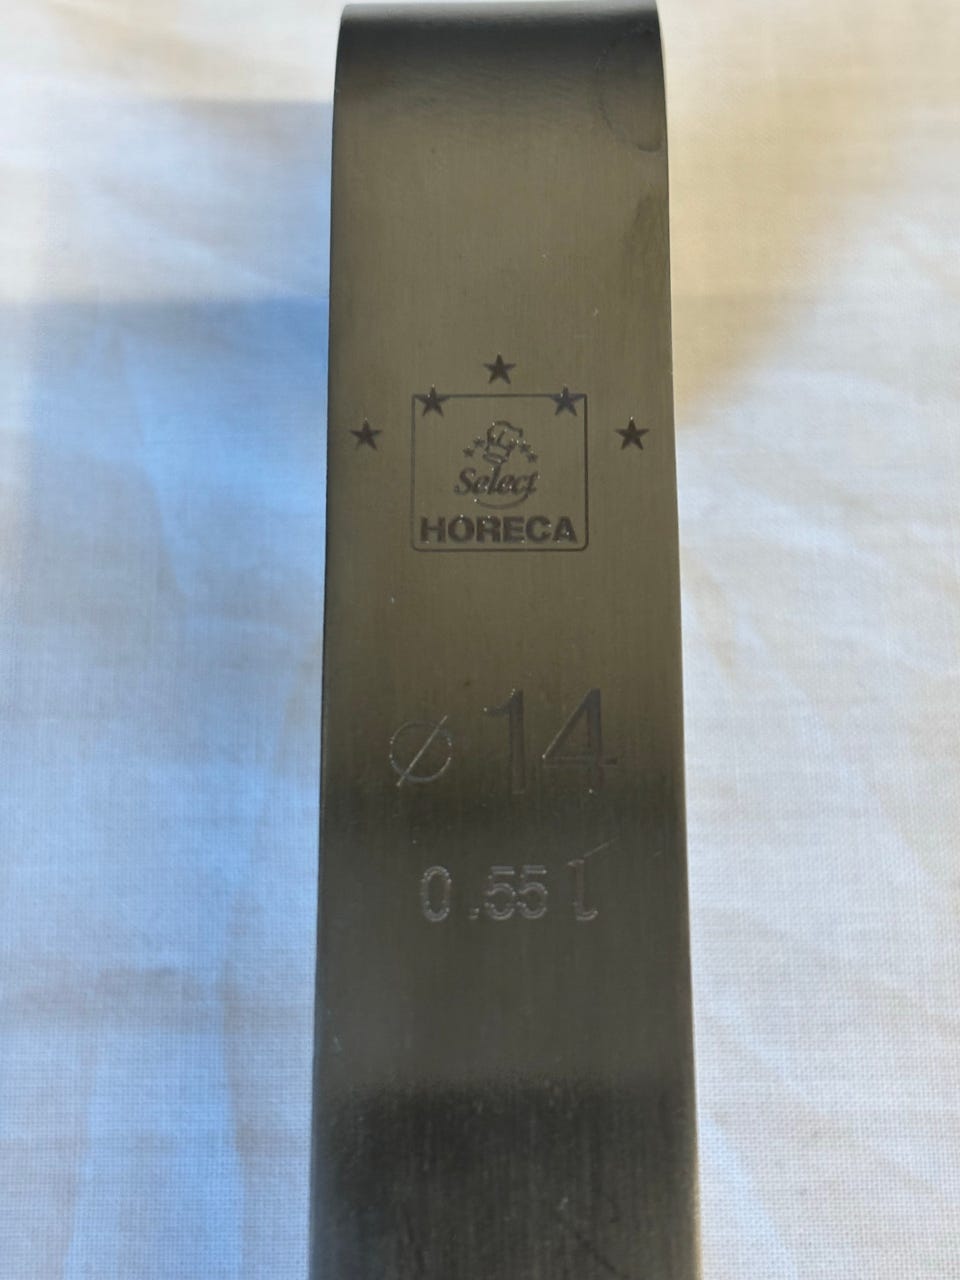 Select
HORECA
⌀ 14
0.55 l